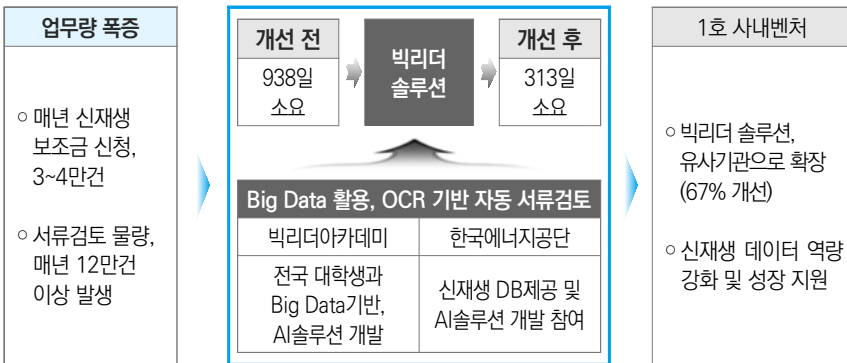 업무량 폭증
○ 매년 신재생
보조금 신청,
3~4만건
○ 서류검토 물량,
매년 12만건
이상 발생
개선 전
938일
소요
빅리더
솔루션
개선 후
313일
소요
Big Data 활용, OCR 기반 자동 서류검토
빅리더아카데미
한국에너지공단
전국 대학생과
Big Data기반,
AI솔루션 개발
신재생 DB제공 및
AI솔루션 개발 참여
1호 사내벤처
○ 빅리더 솔루션,
유사기관으로 확장
(67% 개선)
○ 신재생 데이터 역량
강화 및 성장 지원